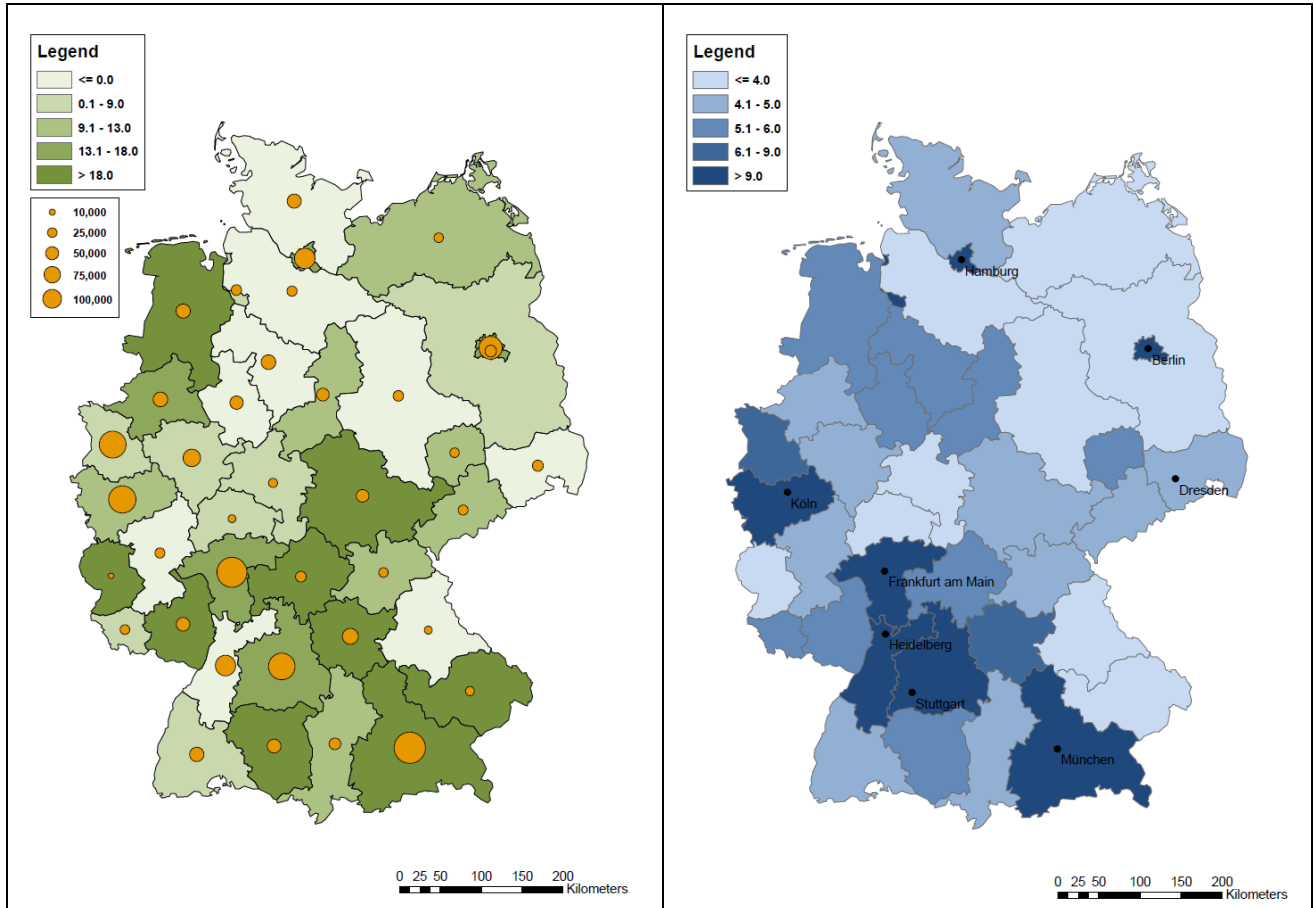 Legend
<= 0.0
0.1 - 9.0
9.1 - 13.0
13.1 - 18.0
> 18.0
10,000
25,000
50,000
75,000
100,000
0 25 50 100 150 200
Kilometers
Legend
<= 4.0
4.1 - 5.0
5.1 - 6.0
6.1 - 9.0
> 9.0
Hamburg
Berlin
Dresden
Köln
Frankfurt am Main
Heidelberg
Stuttgart
München
0 25 50 100 150 200
Kilometers